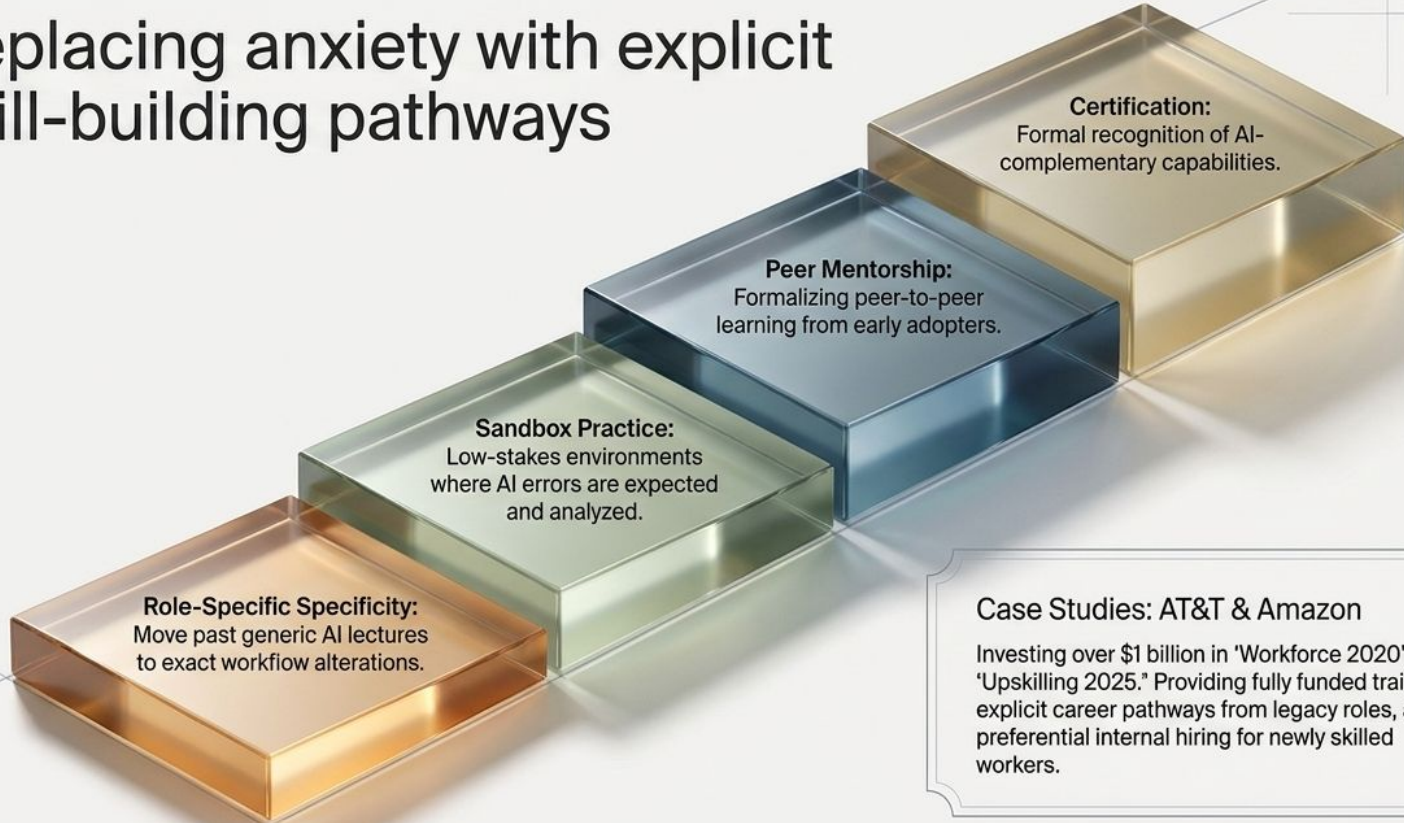 eplacing anxiety with explicit
ill-building pathways
Certification:
Formal recognition of AI-
complementary capabilities.
Peer Mentorship:
Formalizing peer-to-peer
learning from early adopters.
Sandbox Practice:
Low-stakes environments
where AI errors are expected
and analyzed.
Role-Specific Specificity:
Move past generic AI lectures
to exact workflow alterations.
Case Studies: AT&T & Amazon
Investing over $1 billion in 'Workforce 2020'
'Upskilling 2025." Providing fully funded trai
explicit career pathways from legacy roles,
preferential internal hiring for newly skilled
workers.